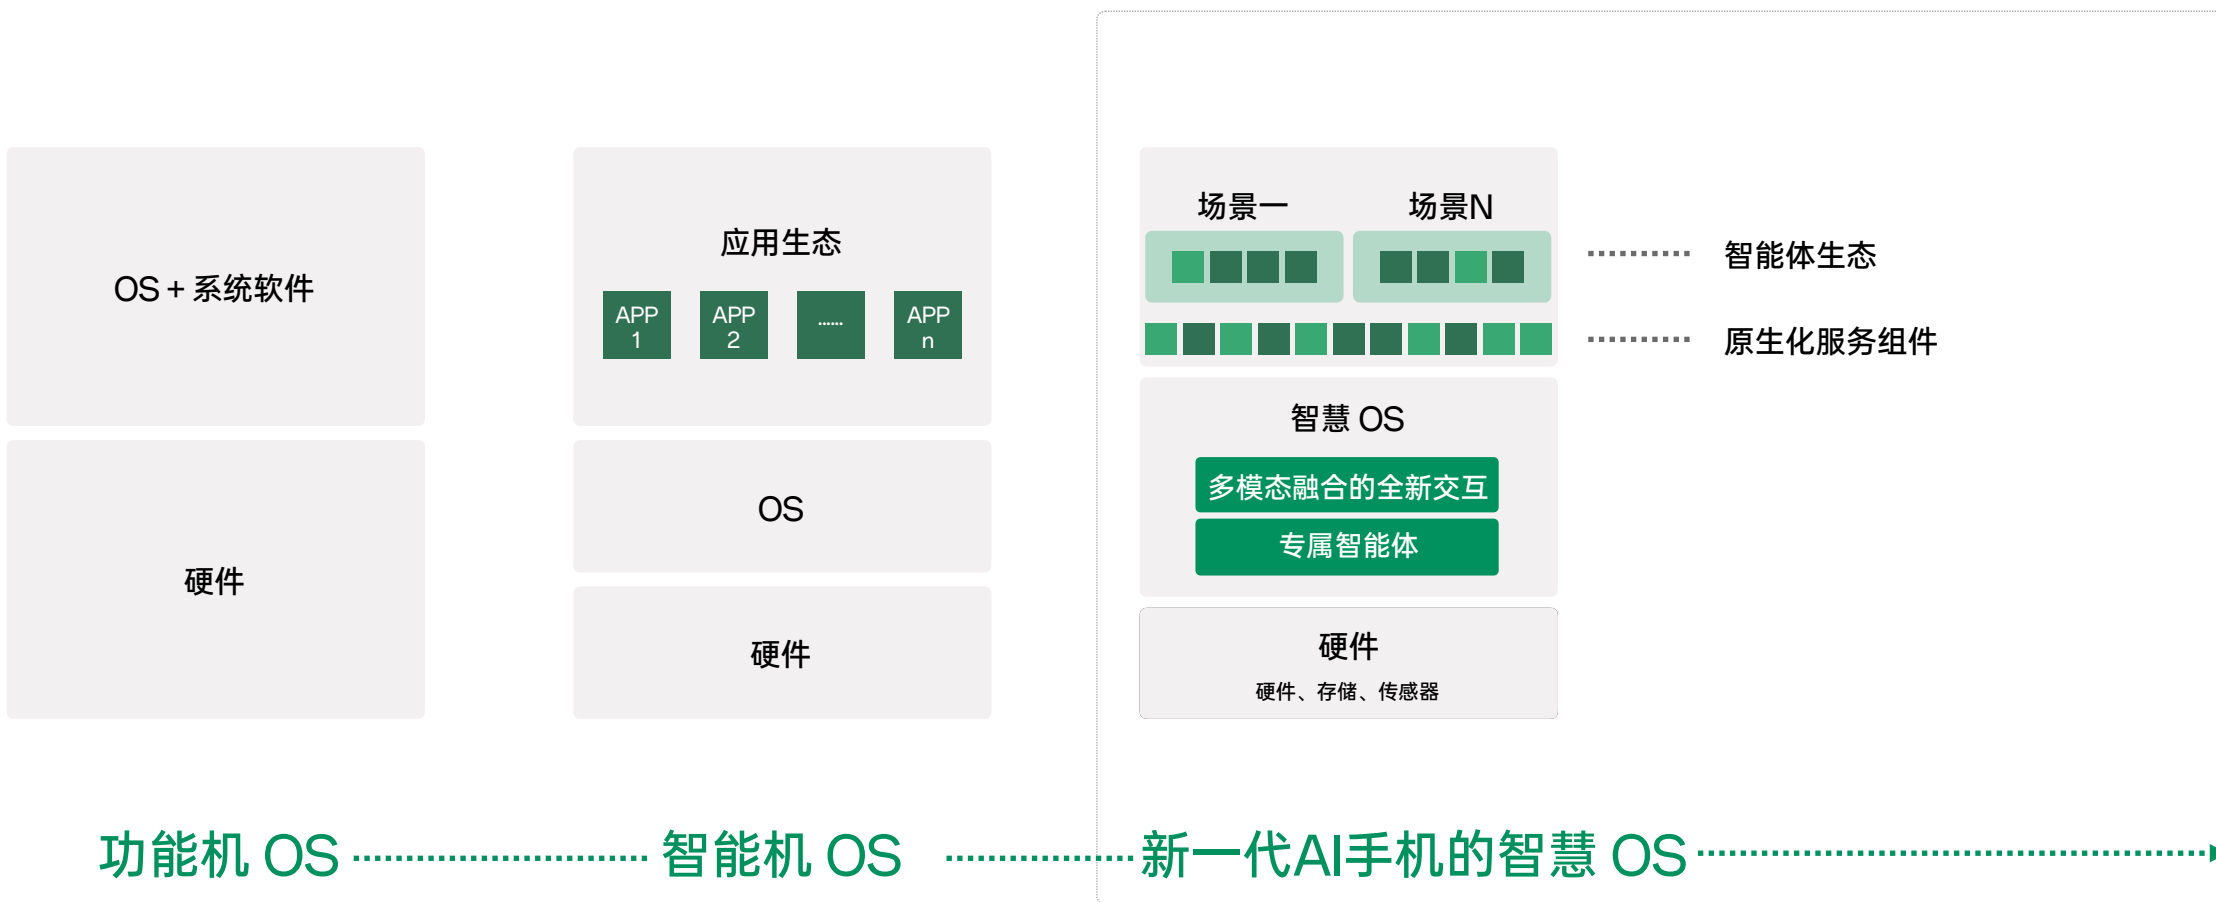 OS + 系统软件
硬件
应用生态
APP
1
APP
2
······
APP
n
OS
硬件
场景一
场景N
智能体生态
原生化服务组件
智慧 OS
多模态融合的全新交互
专属智能体
硬件
硬件、存储、传感器
功能机 OS
智能机 OS
新一代AI手机的智慧 OS